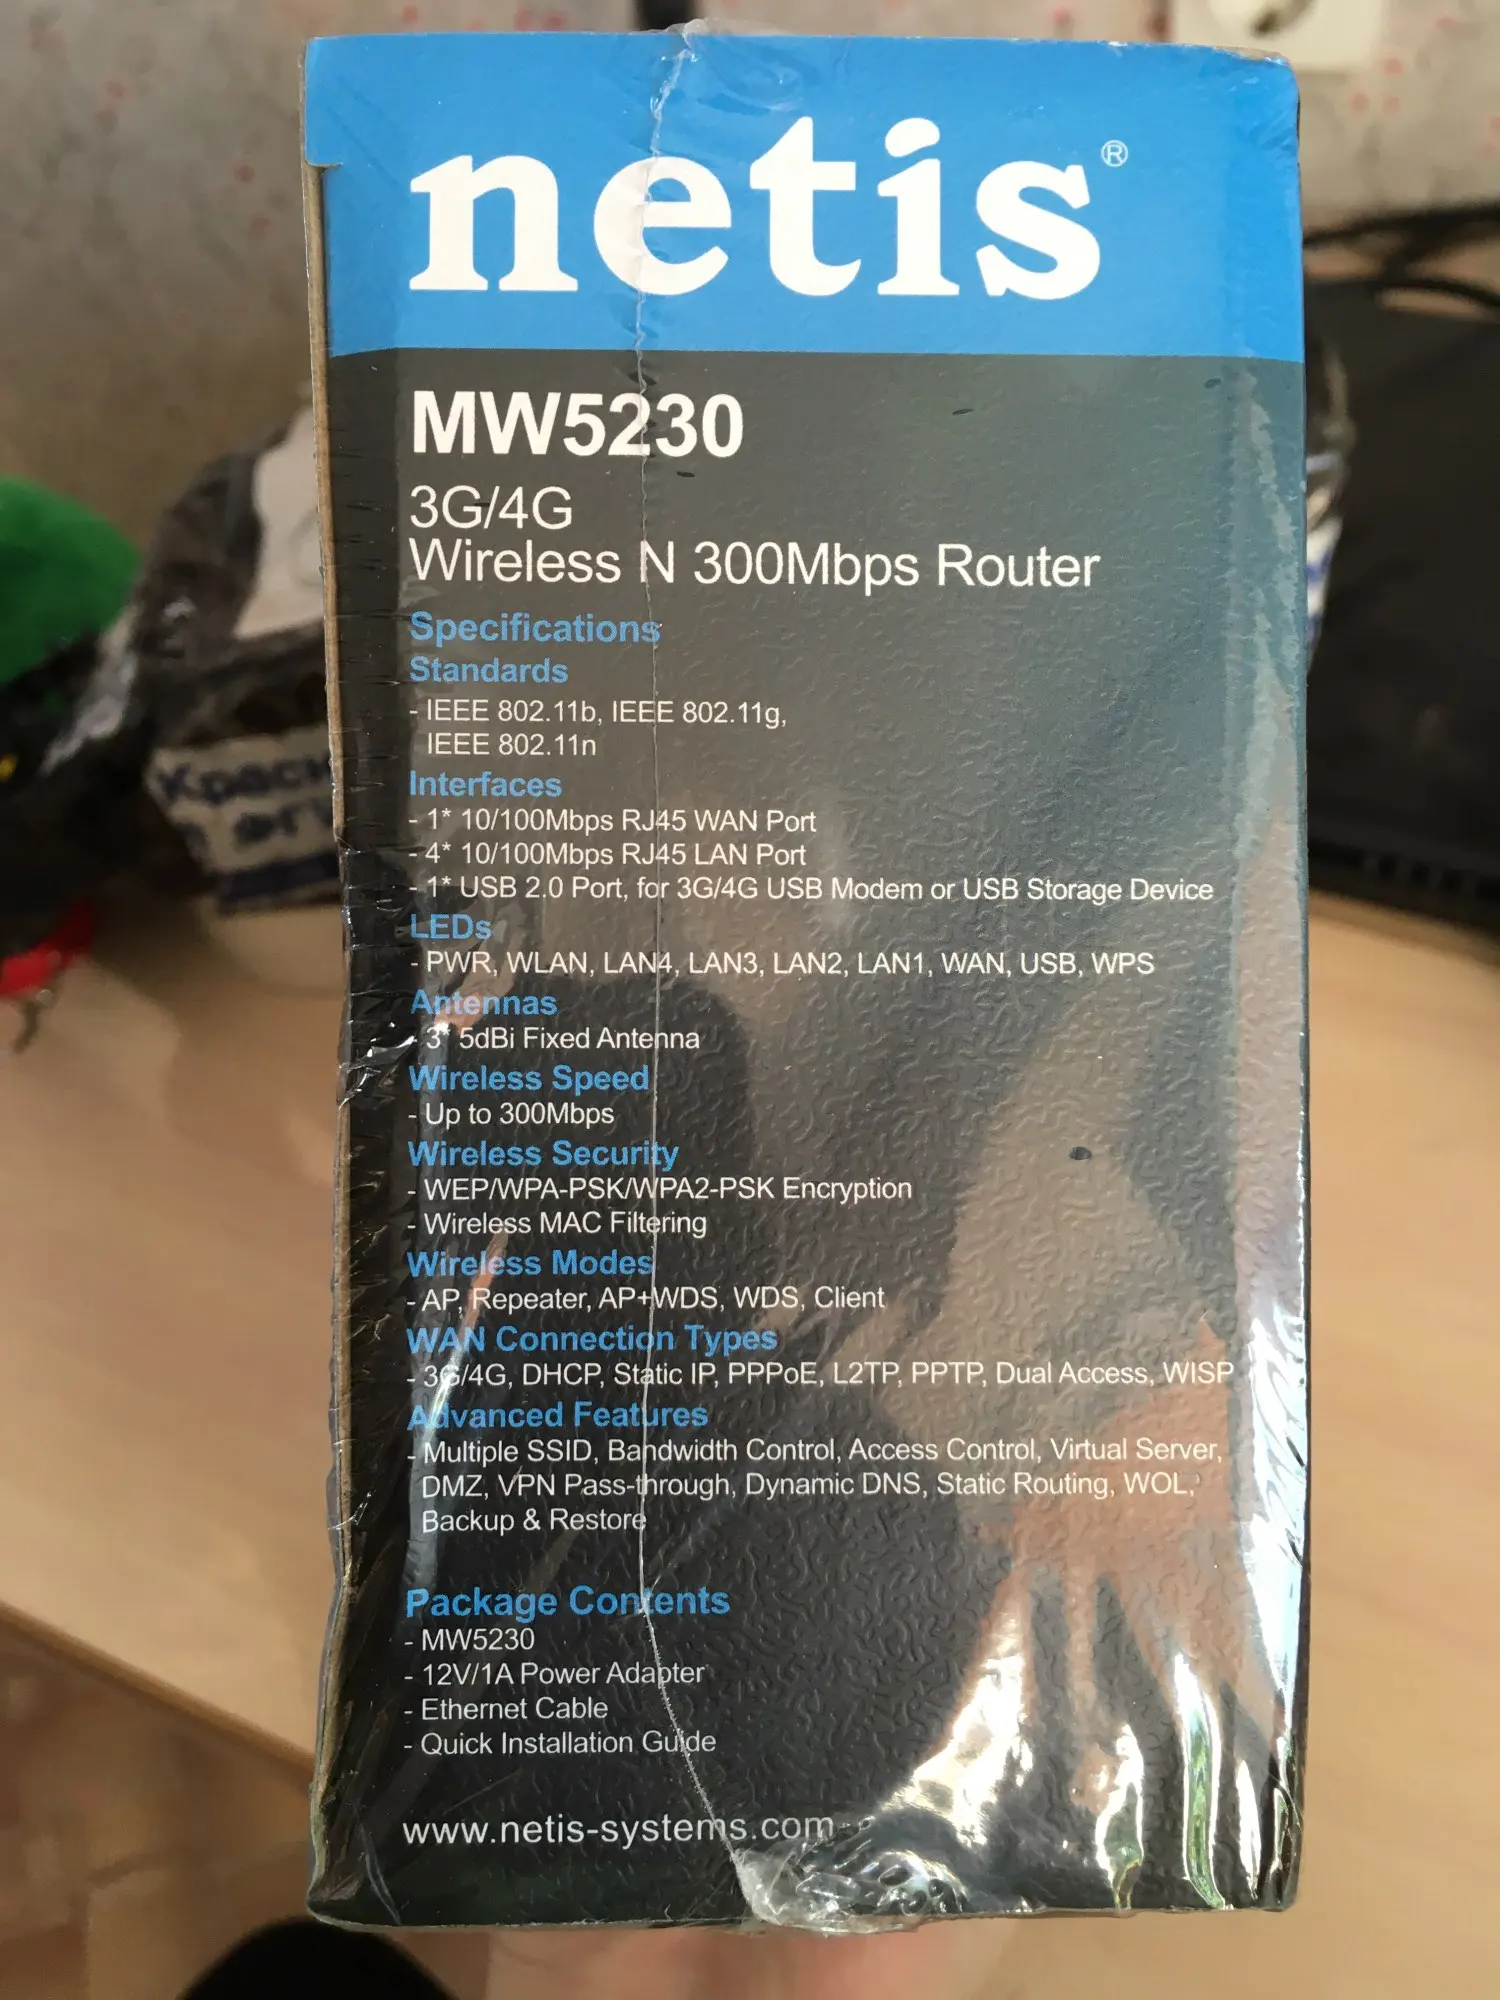 netis®
MW5230
3G/4G
Wireless N 300Mbps Router
Specifications
Standards
- IEEE 802.11b, IEEE 802.11g,
IEEE 802.11n
Interfaces
- 1* 10/100Mbps RJ45 WAN Port
- 4* 10/100Mbps RJ45 LAN Port
- 1* USB 2.0 Port, for 3G/4G USB Modem or USB Storage Device
LEDs
- PWR, WLAN, LAN4, LAN3, LAN2, LAN1, WAN, USB, WPS
Antennas
- 3* 5dBi Fixed Antenna
Wireless Speed
- Up to 300Mbps
Wireless Security
- WEP/WPA-PSK/WPA2-PSK Encryption
- Wireless MAC Filtering
Wireless Modes
- AP, Repeater, AP+WDS, WDS, Client
WAN Connection Types
- 3G/4G, DHCP, Static IP, PPPoE, L2TP, PPTP, Dual Access, WISP
Advanced Features
- Multiple SSID, Bandwidth Control, Access Control, Virtual Server,
DMZ, VPN Pass-through, Dynamic DNS, Static Routing, WOL,
Backup & Restore
Package Contents
- MW5230
- 12V/1A Power Adapter
- Ethernet Cable
- Quick Installation Guide
www.netis-systems.com